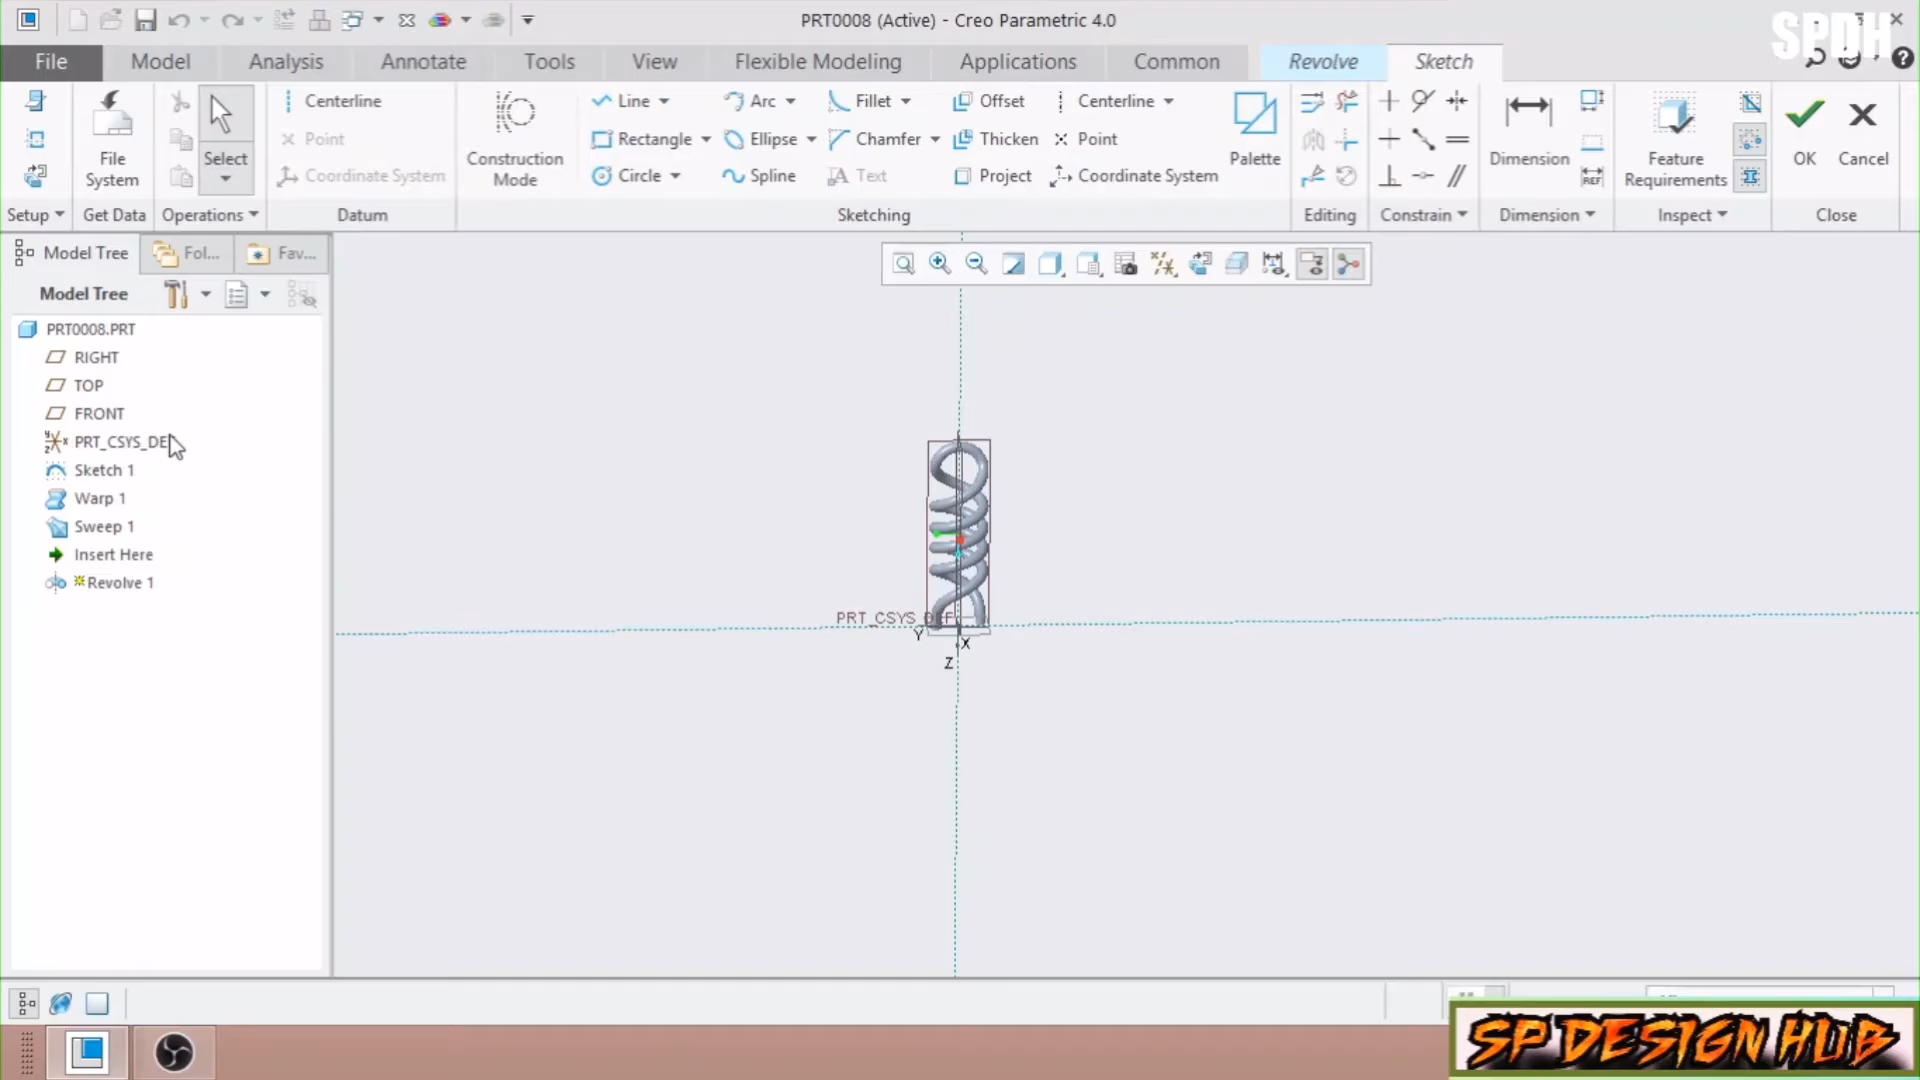 PRT0008 (Active) - Creo Parametric 4.0
SPDH
File Model Analysis Annotate Tools View Flexible Modeling Applications Common Revolve Sketch
Centerline Line Arc Fillet Offset Centerline
Point Rectangle Ellipse Chamfer Thicken Point
Coordinate System Circle Spline Text Project Coordinate System
File System
Select
Construction Mode
Palette
Dimension
REF
Feature Requirements
OK Cancel
Setup Get Data Operations Datum Sketching Editing Constrain Dimension Inspect Close
Model Tree Fol... Fav...
Model Tree
PRT0008.PRT
RIGHT
TOP
FRONT
PRT_CSYS_DE
Sketch 1
Warp 1
Sweep 1
Insert Here
Revolve 1
PRT_CSYS_DEF
Y
X
Z
SP DESIGN HUB